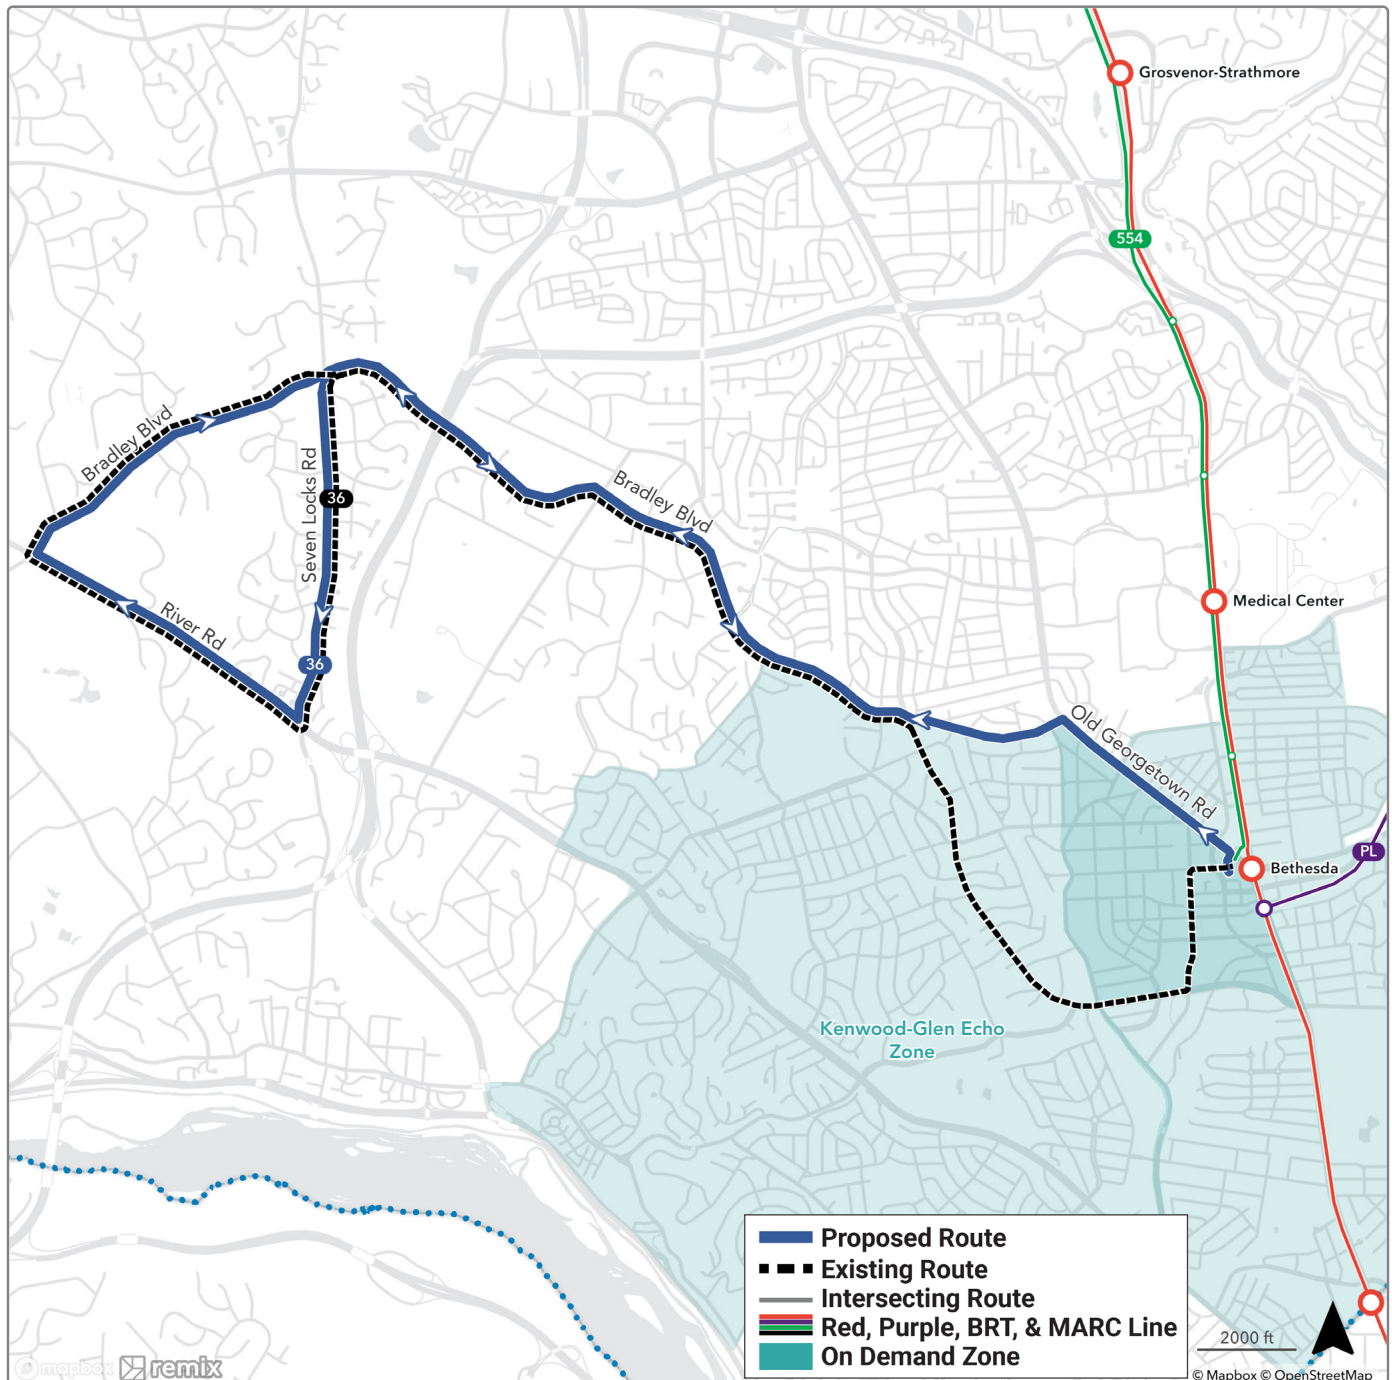 Grosvenor-Strathmore
554
Bradley Blvd
Seven Locks Rd
36
Bradley Blvd
River Rd
36
Medical Center
Old Georgetown Rd
PL
Bethesda
Kenwood-Glen Echo
Zone
Proposed Route
Existing Route
Intersecting Route
Red, Purple, BRT, & MARC Line
On Demand Zone
2000 ft
mapbox
remix
© Mapbox © OpenStreetMap